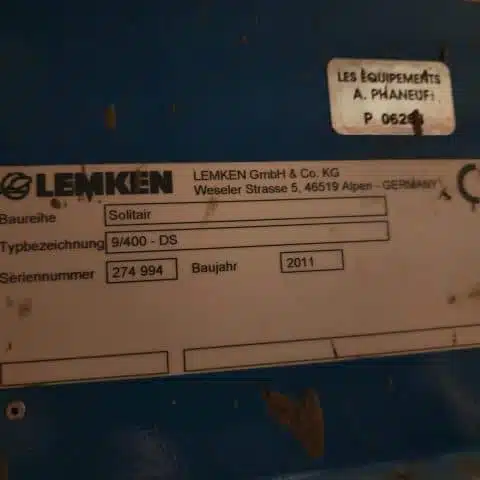 LES ÉQUIPEMENTS
A. PHANEUF
LEMKEN
LEMKEN GmbH & Co. KG
Weseler Strasse 5, 46519 Alpen - GERMANY
Baureihe Solitair
Typbezeichnung 9/400 - DS
Seriennummer 274 994 Baujahr 2011